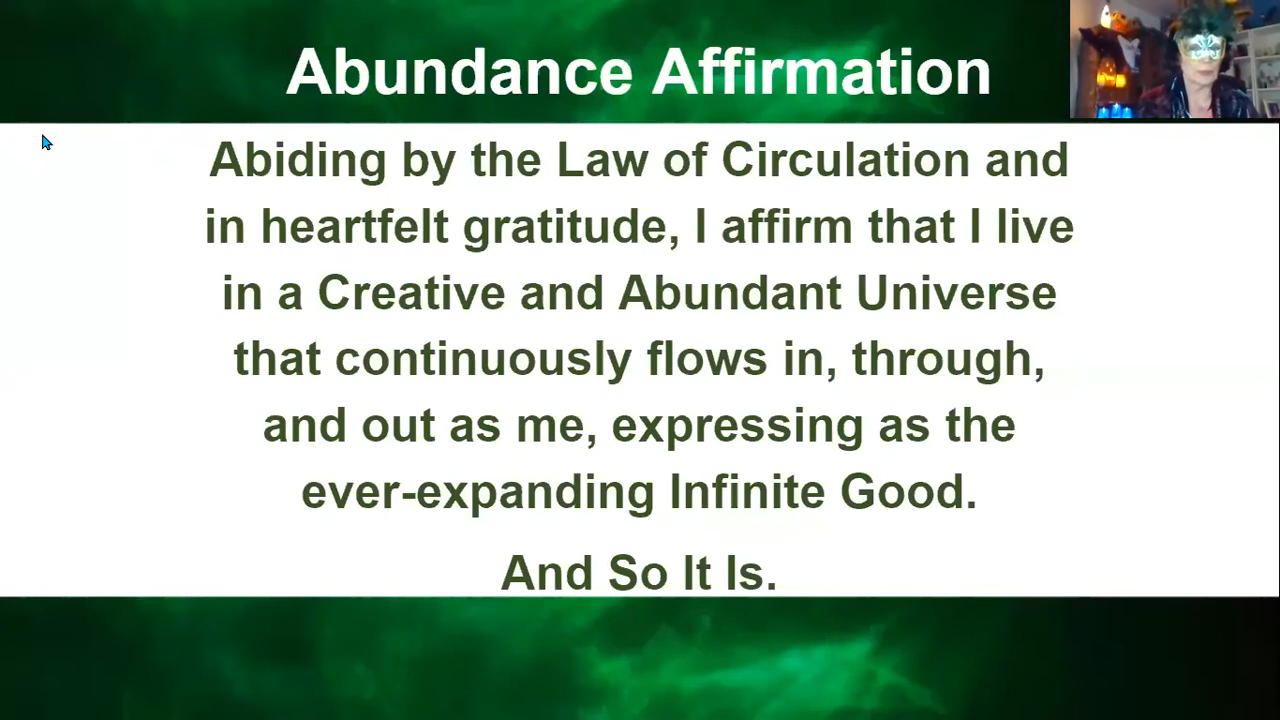 Abundance Affirmation
Abiding by the Law of Circulation and
in heartfelt gratitude, I affirm that I live
in a Creative and Abundant Universe
that continuously flows in, through,
and out as me, expressing as the
ever-expanding Infinite Good.
And So It Is.